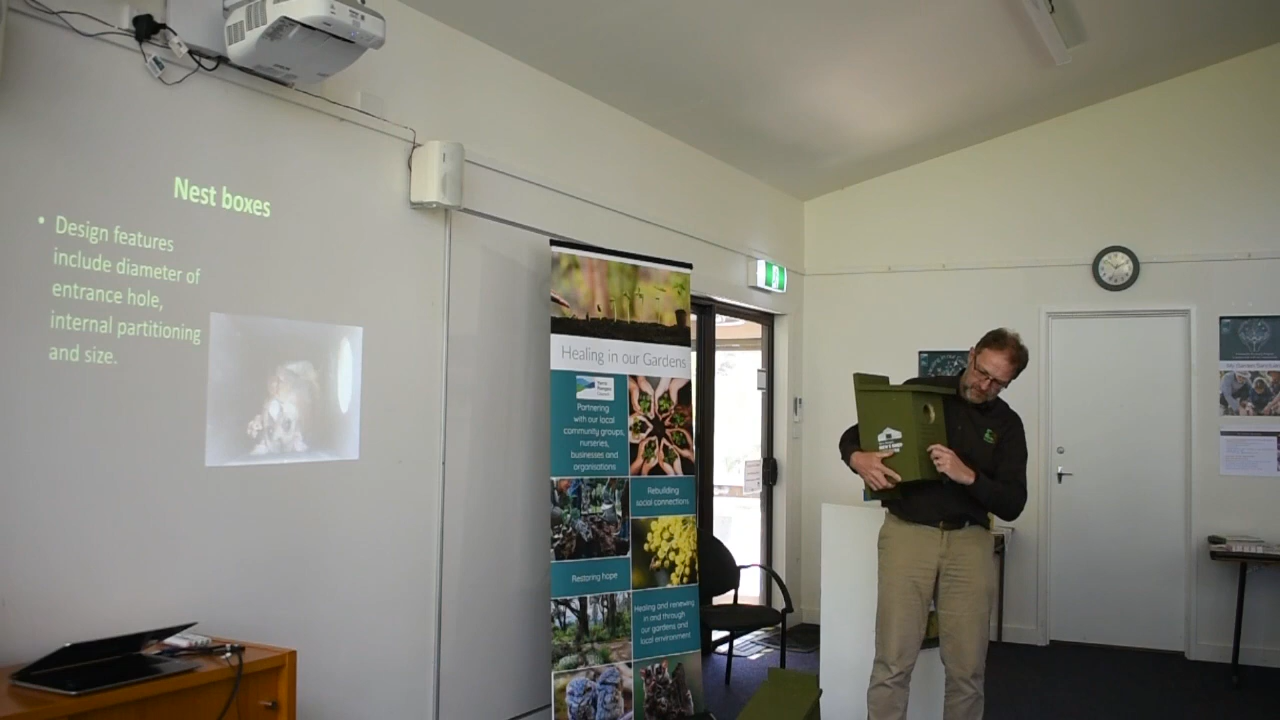 Nest boxes
• Design features
include diameter of
entrance hole,
internal partitioning
and size.
Healing in our Gardens
Partnering
with our local
community groups,
nurseries,
businesses and
organisations
Rebuilding
social connections
Restoring hope
Healing and renewing
in and through
our gardens and
local environment